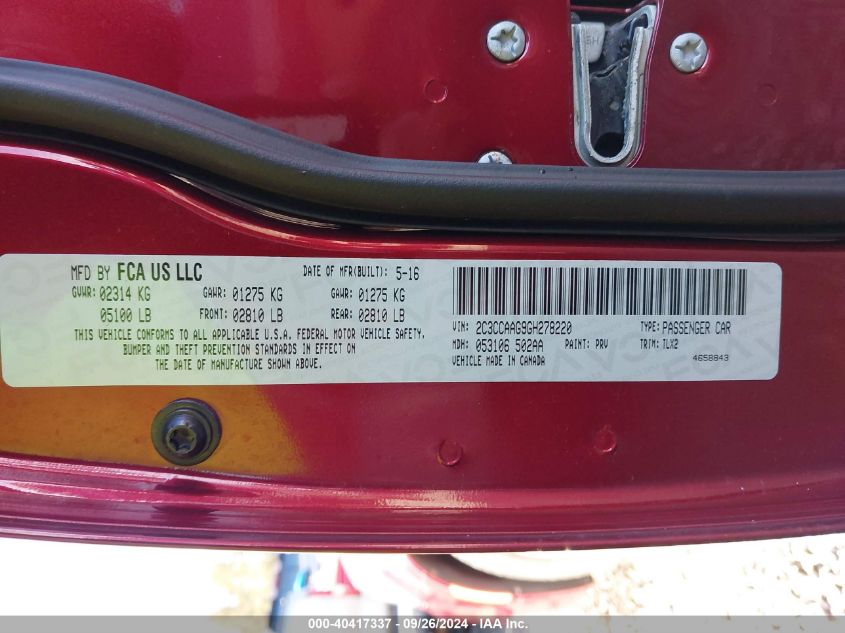 SH
MFD BY FCA US LLC DATE OF MFR(BUILT): 5-16
GVWR: 02314 KG GAWR: 01275 KG GAWR: 01275 KG
05100 LB FRONT: 02810 LB REAR: 02810 LB
THIS VEHICLE CONFORMS TO ALL APPLICABLE U.S.A. FEDERAL MOTOR VEHICLE SAFETY,
BUMPER AND THEFT PREVENTION STANDARDS IN EFFECT ON
THE DATE OF MANUFACTURE SHOWN ABOVE.
VIN: 2C3CCAAG9GH278220 TYPE: PASSENGER CAR
MDH: 053106 502AA PAINT: PRV TRIM: TLX2
VEHICLE MADE IN CANADA 4658843
000-40417337 - 09/26/2024 - IAA Inc.